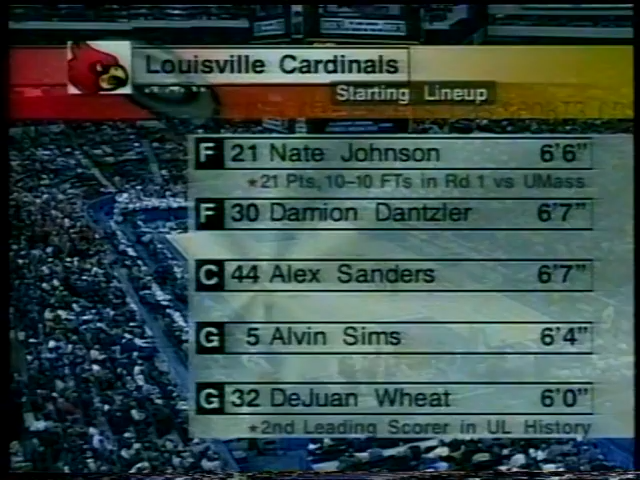 Louisville Cardinals
Starting Lineup
F 21 Nate Johnson 6'6"
★21 Pts, 10-10 FTs in Rd 1 vs UMass
F 30 Damion Dantzler 6'7"
C 44 Alex Sanders 6'7"
G 5 Alvin Sims 6'4"
G 32 DeJuan Wheat 6'0"
★2nd Leading Scorer in UL History